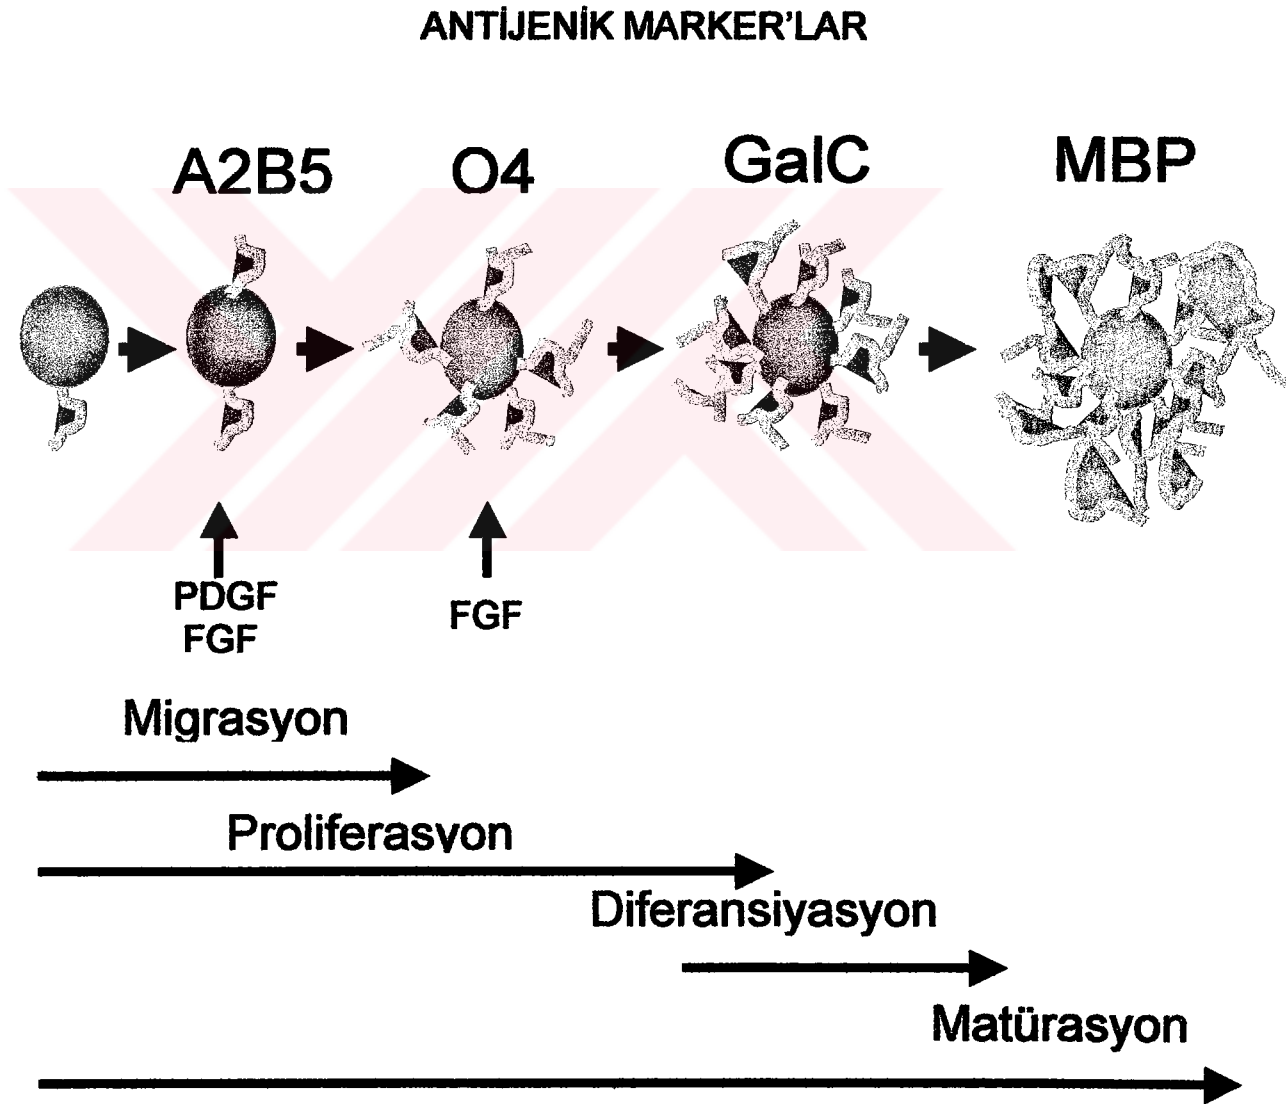 ANTİJENİK MARKER'LAR
A2B5 O4 GalC MBP
PDGF
FGF
FGF
Migrasyon
Proliferasyon
Diferansiyasyon
Matürasyon